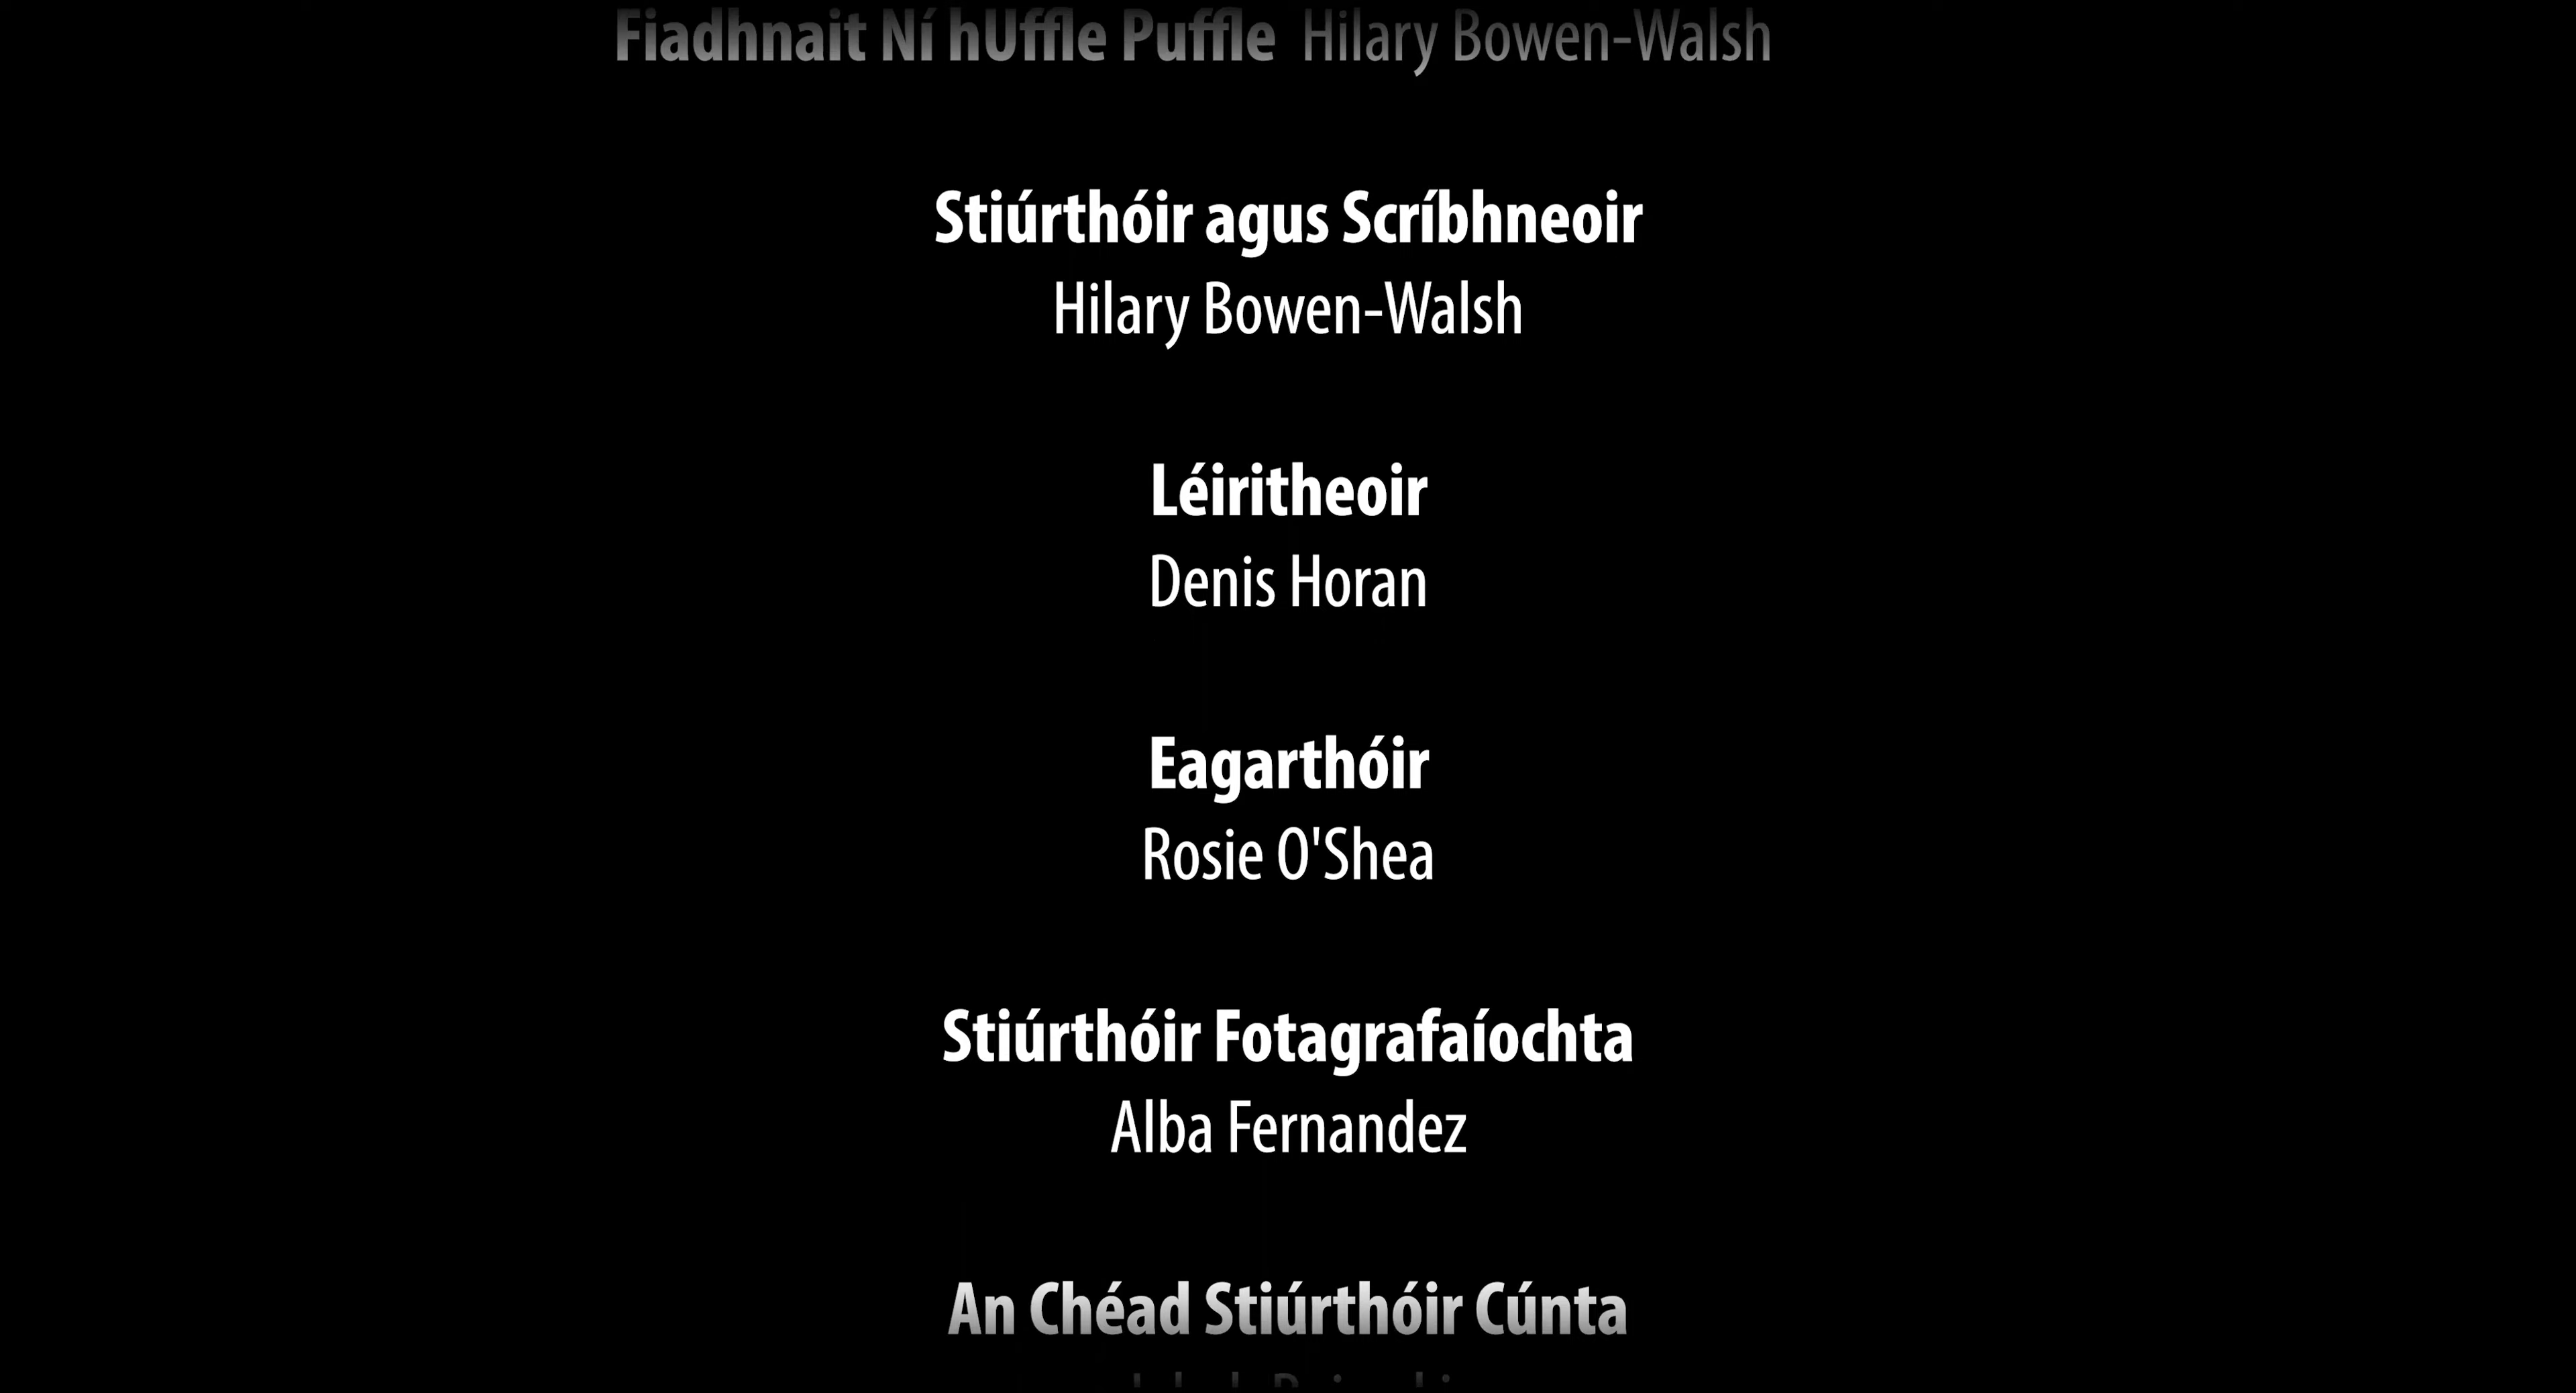 Fiadhnait Ní hUffle Puffle Hilary Bowen-Walsh
Stiúrthóir agus Scríbhneoir
Hilary Bowen-Walsh
Léiritheoir
Denis Horan
Eagarthóir
Rosie O'Shea
Stiúrthóir Fotagrafaíochta
Alba Fernandez
An Chéad Stiúrthóir Cúnta